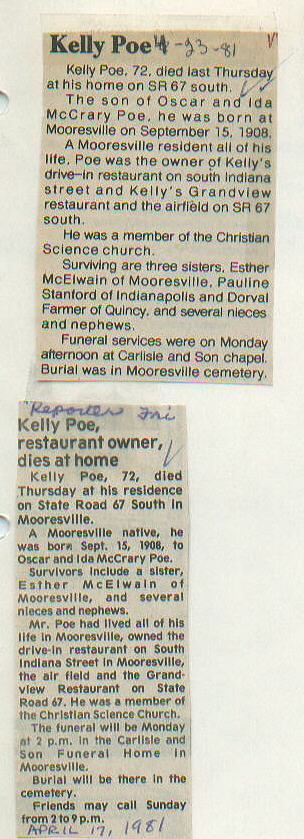 Kelly Poe 4-23-81
Kelly Poe, 72, died last Thursday
at his home on SR 67 south.
The son of Oscar and Ida
McCrary Poe, he was born at
Mooresville on September 15, 1908.
A Mooresville resident all of his
life, Poe was the owner of Kelly's
drive-in restaurant on south Indiana
street and Kelly's Grandview
restaurant and the airfield on SR 67
south.
He was a member of the Christian
Science church.
Surviving are three sisters, Esther
McElwain of Mooresville, Pauline
Stanford of Indianapolis and Dorval
Farmer of Quincy, and several nieces
and nephews.
Funeral services were on Monday
afternoon at Carlisle and Son chapel.
Burial was in Mooresville cemetery.
Reporter Fri
Kelly Poe,
restaurant owner,
dies at home
Kelly Poe, 72, died
Thursday at his residence
on State Road 67 South in
Mooresville.
A Mooresville native, he
was born Sept. 15, 1908, to
Oscar and Ida McCrary Poe.
Survivors include a sister,
Esther McElwain of
Mooresville, and several
nieces and nephews.
Mr. Poe had lived all of his
life in Mooresville, owned the
drive-in restaurant on South
Indiana Street in Mooresville,
the air field and the Grand-
view Restaurant on State
Road 67. He was a member of
the Christian Science Church.
The funeral will be Monday
at 2 p.m. in the Carlisle and
Son Funeral Home in
Mooresville.
Burial will be there in the
cemetery.
Friends may call Sunday
from 2 to 9 p.m.
APRIL 17, 1981